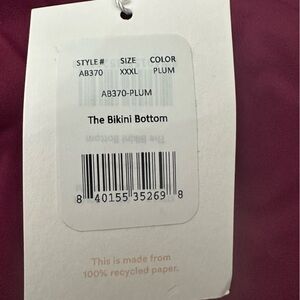 STYLE # SIZE COLOR
AB370 XXXL PLUM
AB370-PLUM
The Bikini Bottom
8 40155 35269 8
This is made from
100% recycled paper.